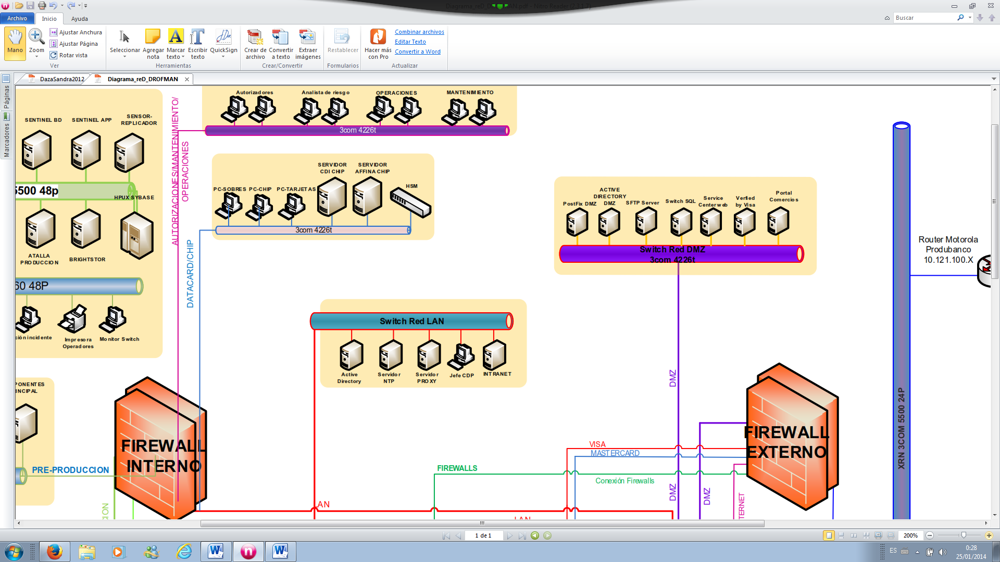 Diagrama_reD_DROFMAN.pdf - Nitro Reader (2.3.1.7)
Archivo
Inicio
Ayuda
Buscar
Mano
Zoom
Ajustar Anchura
Ajustar Página
Rotar vista
Ver
Seleccionar
Agregar nota
Marcar texto
Escribir texto
QuickSign
Herramientas
Crear de archivo
Convertir a texto
Extraer imágenes
Crear/Convertir
Restablecer
Formularios
Hacer más con Pro
Combinar archivos
Editar Texto
Convertir a Word
Actualizar
DazaSandra2012
Diagrama_reD_DROFMAN
Páginas
Marcadores
Autorizadores
Analista de riesgo
OPERACIONES
MANTENIMIENTO
3com 4226t
SENTINEL BD
SENTINEL APP
SENSOR-
REPLICADOR
5500 48p
HPUX SYBASE
ATALLA
PRODUCCION
BRIGHTSTOR
60 48P
ción incidente
Impresora
Operadores
Monitor Switch
AUTORIZACIONES/MANTENIMIENTO/
OPERACIONES
DATACARD/CHIP
SERVIDOR
CDI CHIP
SERVIDOR
AFFINA CHIP
PC-SOBRES
PC-CHIP
PC-TARJETAS
HSM
3com 4226t
PostFix DMZ
ACTIVE
DIRECTORY
DMZ
SFTP Server
Switch SQL
Service
Center web
Verfied
by Visa
Portal
Comercios
Switch Red DMZ
3com 4226t
Router Motorola
Produbanco
10.121.100.X
Switch Red LAN
Active
Directory
Servidor
NTP
Servidor
PROXY
Jefe CDP
INTRANET
PONENTES
INCIPAL
FIREWALL
INTERNO
PRE-PRODUCCION
CION
LAN
LAN
FIREWALLS
VISA
MASTERCARD
Conexión Firewalls
DMZ
DMZ
DMZ
TERNET
FIREWALL
EXTERNO
XRN 3COM 5500 24P
1 de 1
200%
ES
0:28
25/01/2014